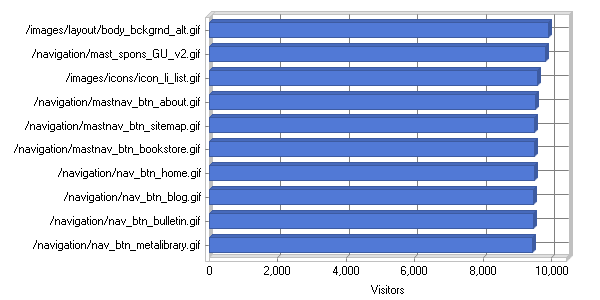 /images/layout/body_bckgrnd_alt.gif
/navigation/mast_spons_GU_v2.gif
/images/icons/icon_li_list.gif
/navigation/mastnav_btn_about.gif
/navigation/mastnav_btn_sitemap.gif
/navigation/mastnav_btn_bookstore.gif
/navigation/nav_btn_home.gif
/navigation/nav_btn_blog.gif
/navigation/nav_btn_bulletin.gif
/navigation/nav_btn_metalibrary.gif
0 2,000 4,000 6,000 8,000 10,000
Visitors